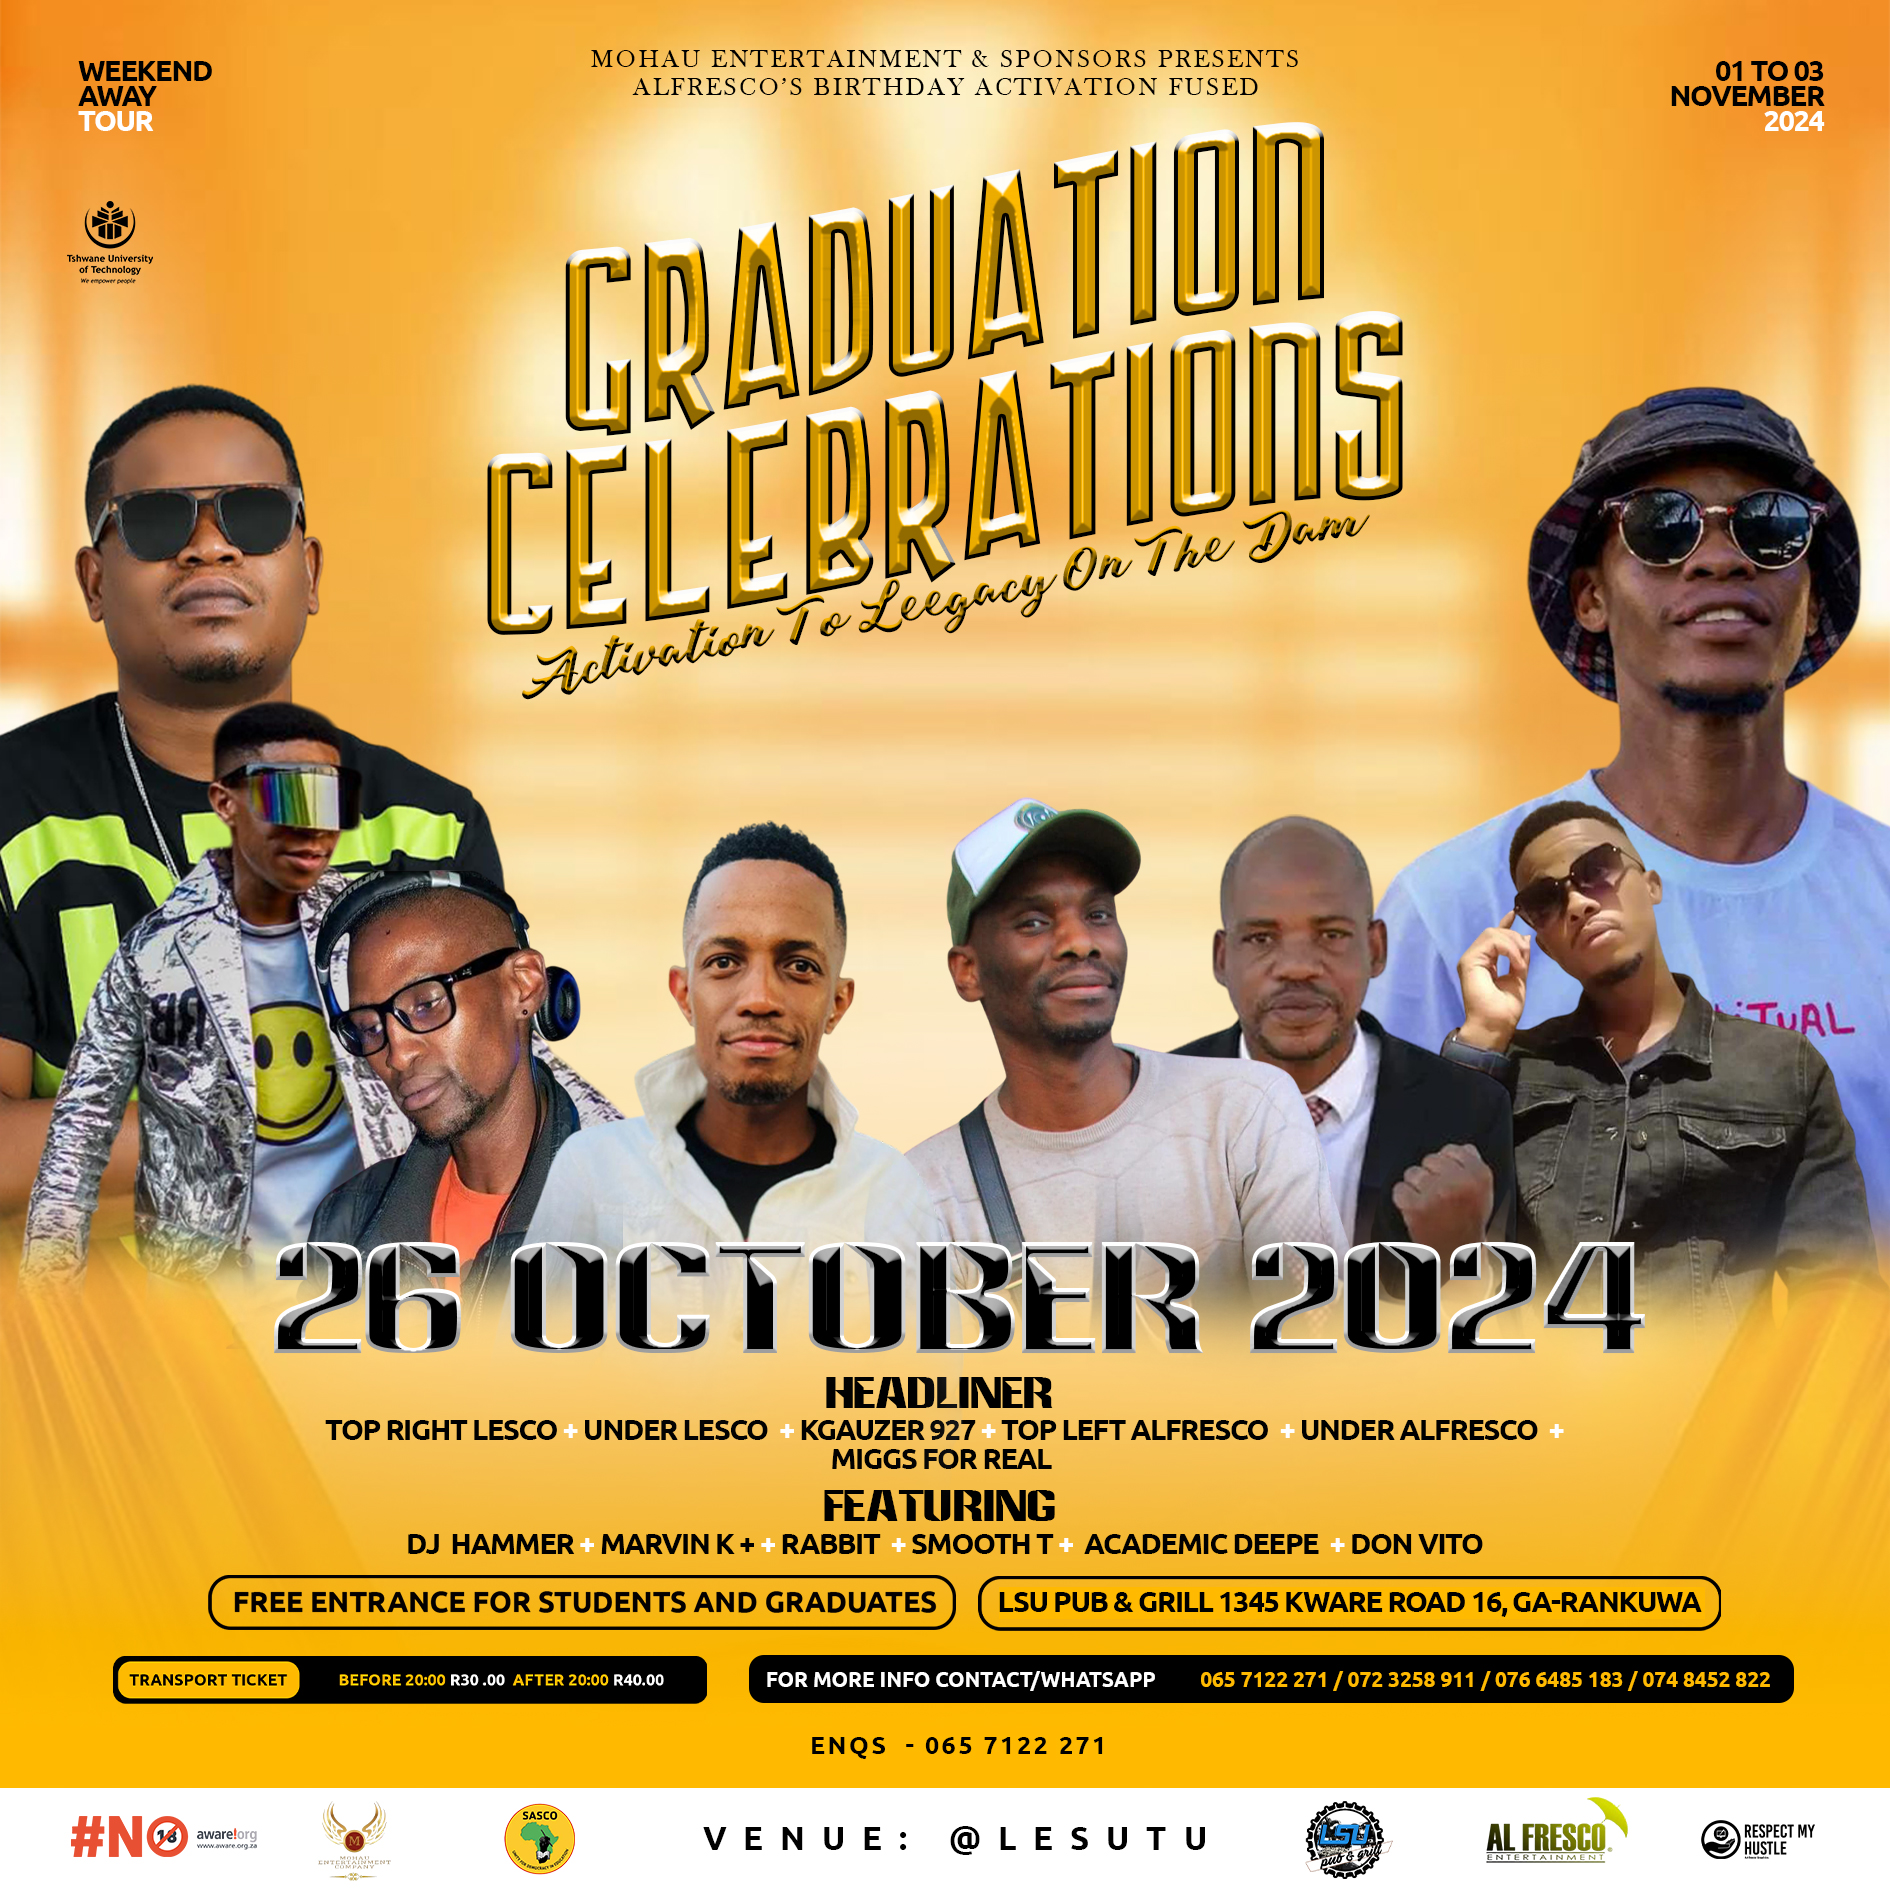 WEEKEND
AWAY
TOUR
MOHAU ENTERTAINMENT & SPONSORS PRESENTS
ALFRESCO'S BIRTHDAY ACTIVATION FUSED
01 TO 03
NOVEMBER
2024
Tshwane University
of Technology
We empower people
GRADUATION
CELEBRATIONS
Activation To Leegacy On The Dam
26 OCTOBER 2024
HEADLINER
TOP RIGHT LESCO + UNDER LESCO + KGAUZER 927 + TOP LEFT ALFRESCO + UNDER ALFRESCO +
MIGGS FOR REAL
FEATURING
DJ HAMMER + MARVIN K + + RABBIT + SMOOTH T + ACADEMIC DEEPE + DON VITO
FREE ENTRANCE FOR STUDENTS AND GRADUATES
LSU PUB & GRILL 1345 KWARE ROAD 16, GA-RANKUWA
TRANSPORT TICKET BEFORE 20:00 R30 .00 AFTER 20:00 R40.00
FOR MORE INFO CONTACT/WHATSAPP 065 7122 271 / 072 3258 911 / 076 6485 183 / 074 8452 822
ENQS - 065 7122 271
#NO 18
aware!org
www.aware.org.za
M
MOHAU
ENTERTAINMENT
COMPANY
SASCO
VENUE: @LESUTU
LSU
pub & grill
AL FRESCO
ENTERTAINMENT
RESPECT MY
HUSTLE